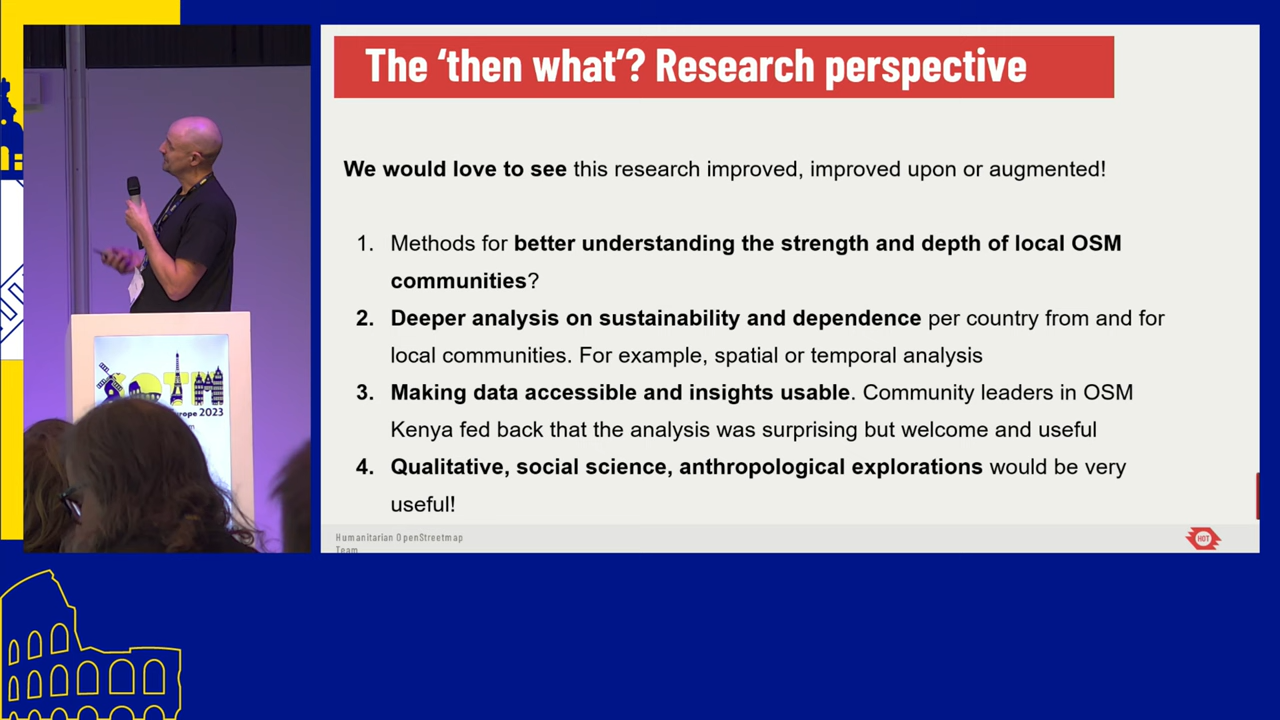 The ‘then what’? Research perspective
We would love to see this research improved, improved upon or augmented!
1. Methods for better understanding the strength and depth of local OSM
communities?
2. Deeper analysis on sustainability and dependence per country from and for
local communities. For example, spatial or temporal analysis
3. Making data accessible and insights usable. Community leaders in OSM
Kenya fed back that the analysis was surprising but welcome and useful
4. Qualitative, social science, anthropological explorations would be very
useful!
Humanitarian OpenStreetmap
Team
HOT
SOTM
Europe 2023